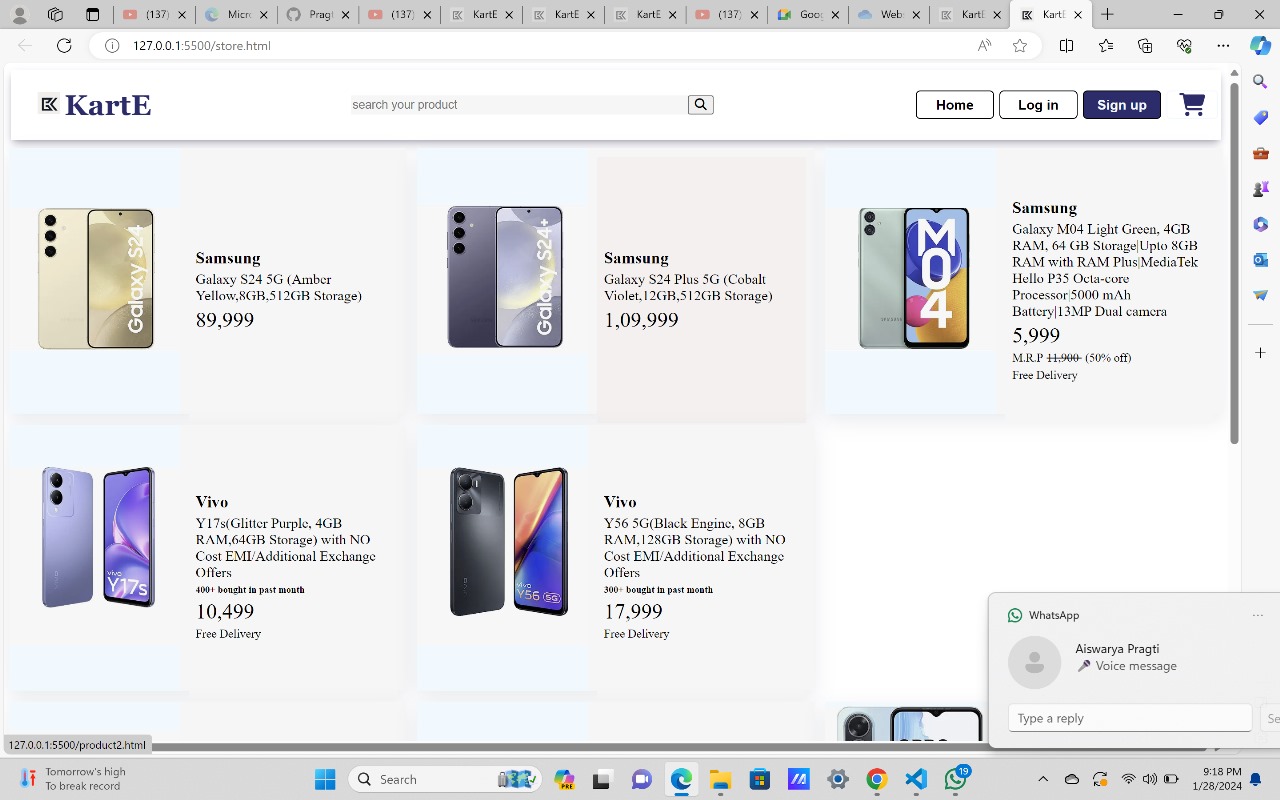 (137)
Micro
Pragt
(137)
KartE
KartE
KartE
(137)
Goog
Webs
KartE
KartE
127.0.0.1:5500/store.html
KartE
search your product
Home
Log in
Sign up
Galaxy S24
Samsung
Galaxy S24 5G (Amber
Yellow,8GB,512GB Storage)
89,999
Galaxy S24+
Samsung
Galaxy S24 Plus 5G (Cobalt
Violet,12GB,512GB Storage)
1,09,999
M04
Samsung
Galaxy M04 Light Green, 4GB
RAM, 64 GB Storage|Upto 8GB
RAM with RAM Plus|MediaTek
Hello P35 Octa-core
Processor|5000 mAh
Battery|13MP Dual camera
5,999
M.R.P 11,900 (50% off)
Free Delivery
vivo
Y17s
Vivo
Y17s(Glitter Purple, 4GB
RAM,64GB Storage) with NO
Cost EMI/Additional Exchange
Offers
400+ bought in past month
10,499
Free Delivery
vivo
Y56 5G
Vivo
Y56 5G(Black Engine, 8GB
RAM,128GB Storage) with NO
Cost EMI/Additional Exchange
Offers
300+ bought in past month
17,999
Free Delivery
WhatsApp
Aiswarya Pragti
Voice message
Type a reply
Se
127.0.0.1:5500/product2.html
Tomorrow's high
To break record
Search
PRE
19
9:18 PM
1/28/2024